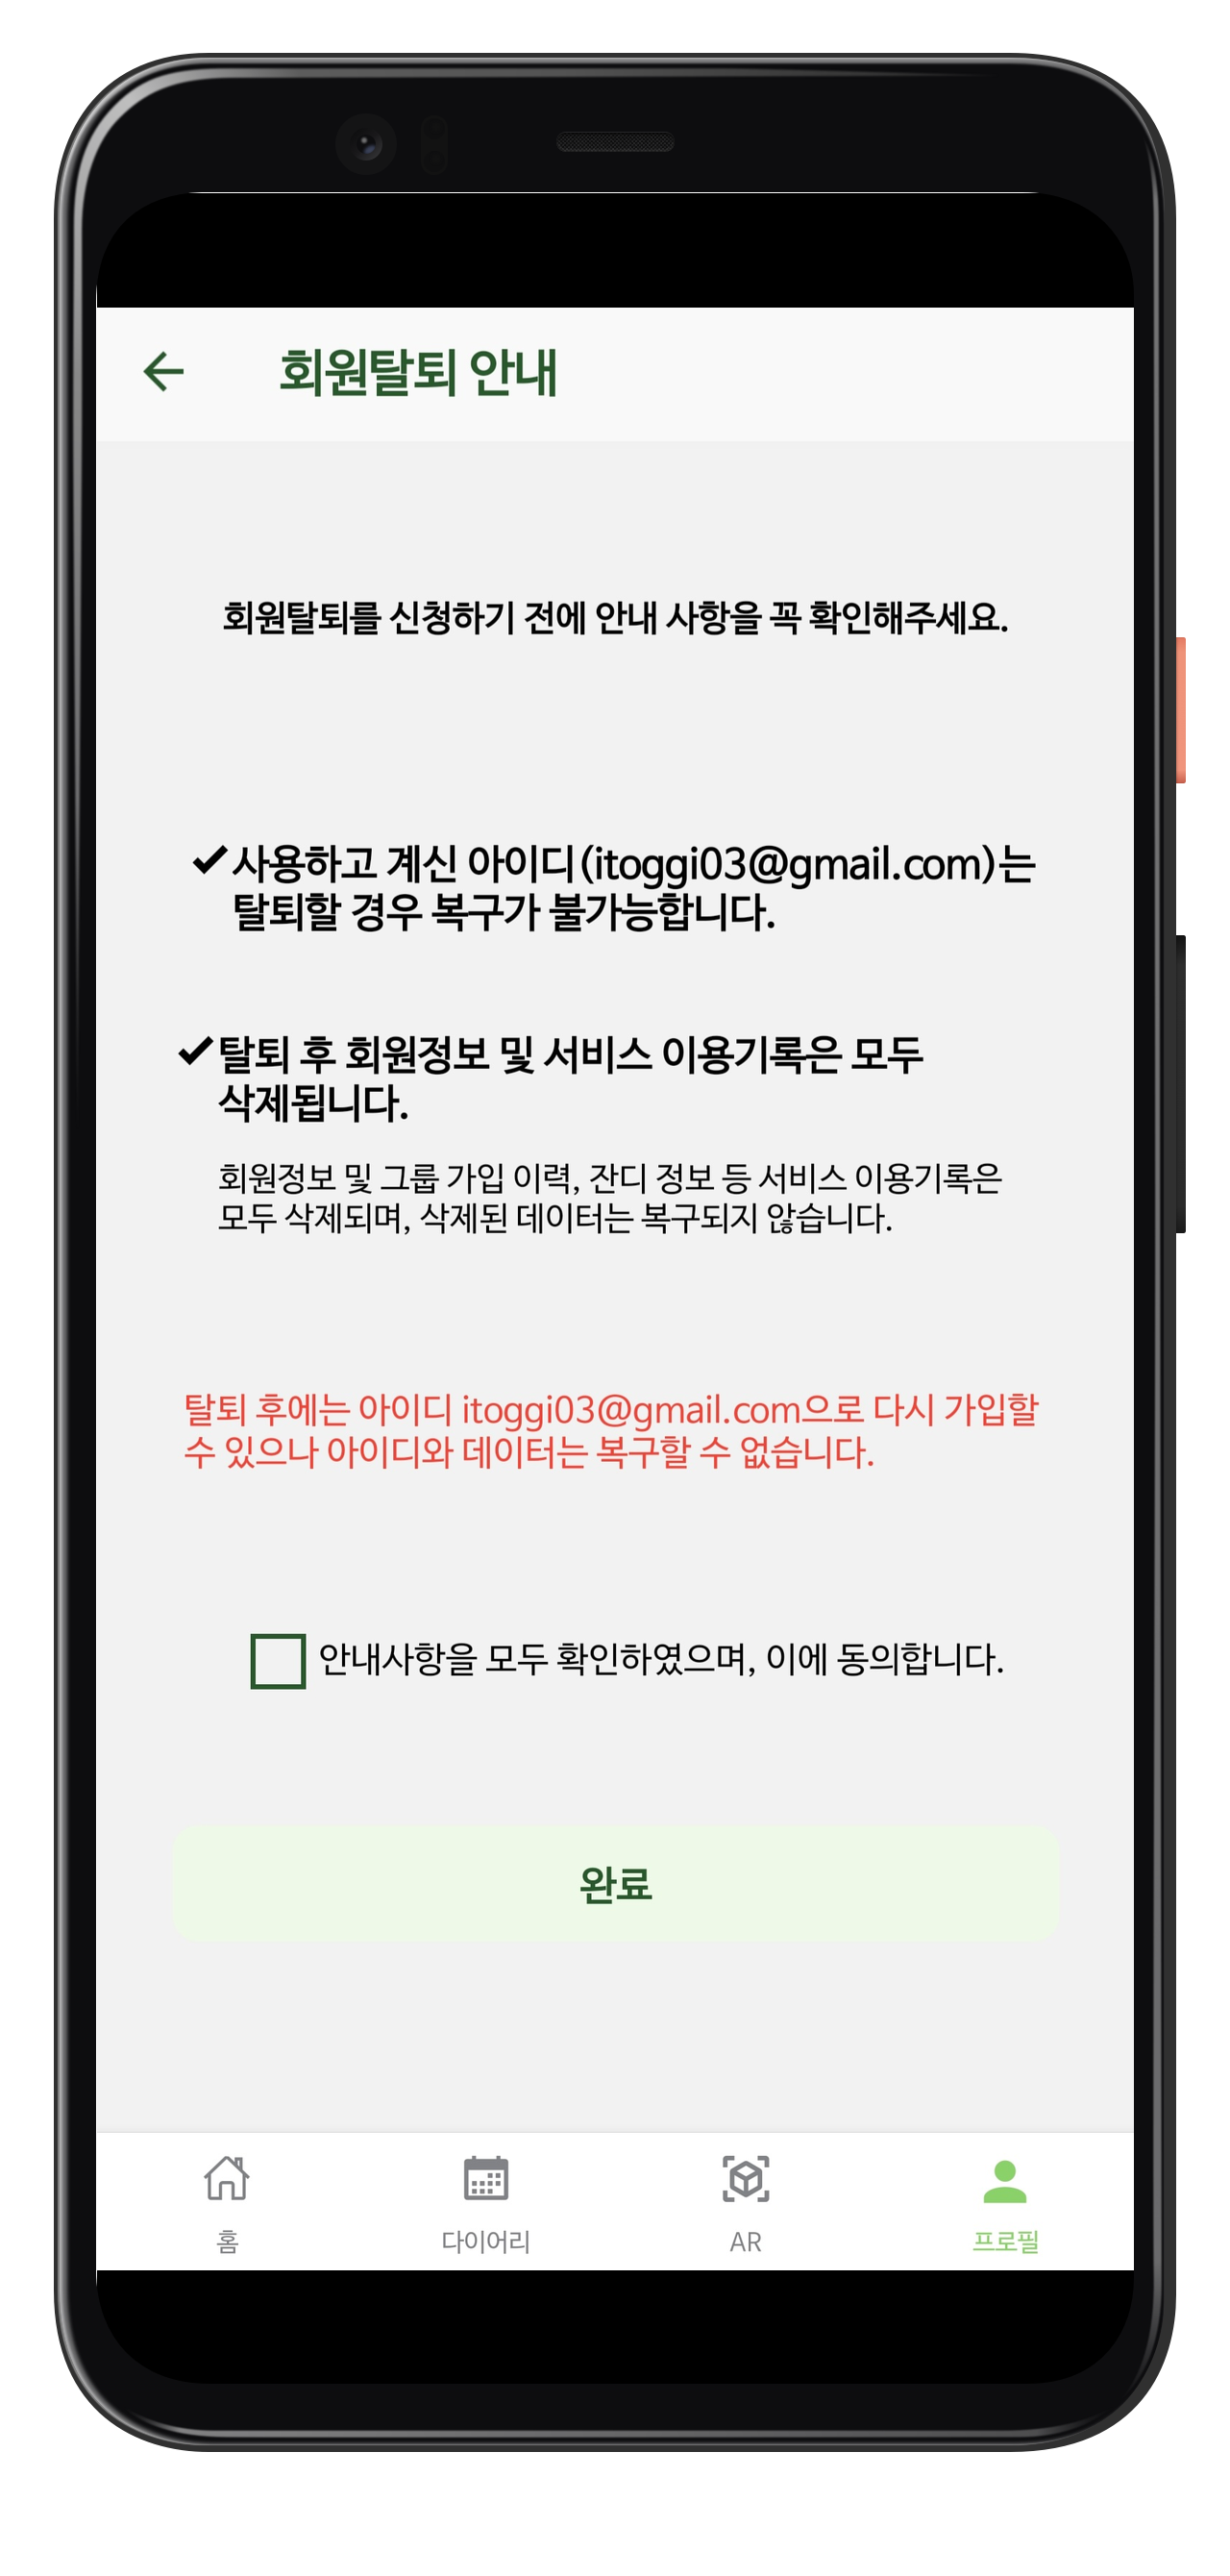 회원탈퇴 안내
회원탈퇴를 신청하기 전에 안내 사항을 꼭 확인해주세요.
사용하고 계신 아이디(itoggi03@gmail.com)는
탈퇴할 경우 복구가 불가능합니다.
탈퇴 후 회원정보 및 서비스 이용기록은 모두
삭제됩니다.
회원정보 및 그룹 가입 이력, 잔디 정보 등 서비스 이용기록은
모두 삭제되며, 삭제된 데이터는 복구되지 않습니다.
탈퇴 후에는 아이디 itoggi03@gmail.com으로 다시 가입할
수 있으나 아이디와 데이터는 복구할 수 없습니다.
안내사항을 모두 확인하였으며, 이에 동의합니다.
완료
홈 다이어리 AR 프로필